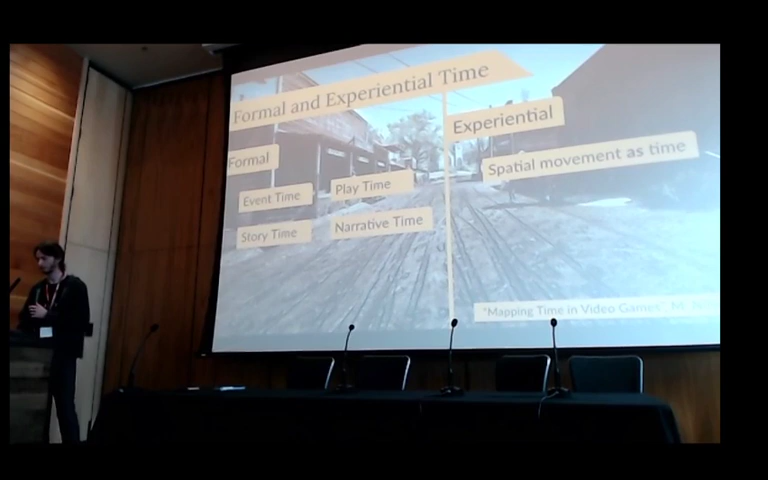 Formal and Experiential Time
Formal
Event Time
Play Time
Story Time
Narrative Time
Experiential
Spatial movement as time
"Mapping Time in Video Games", M.